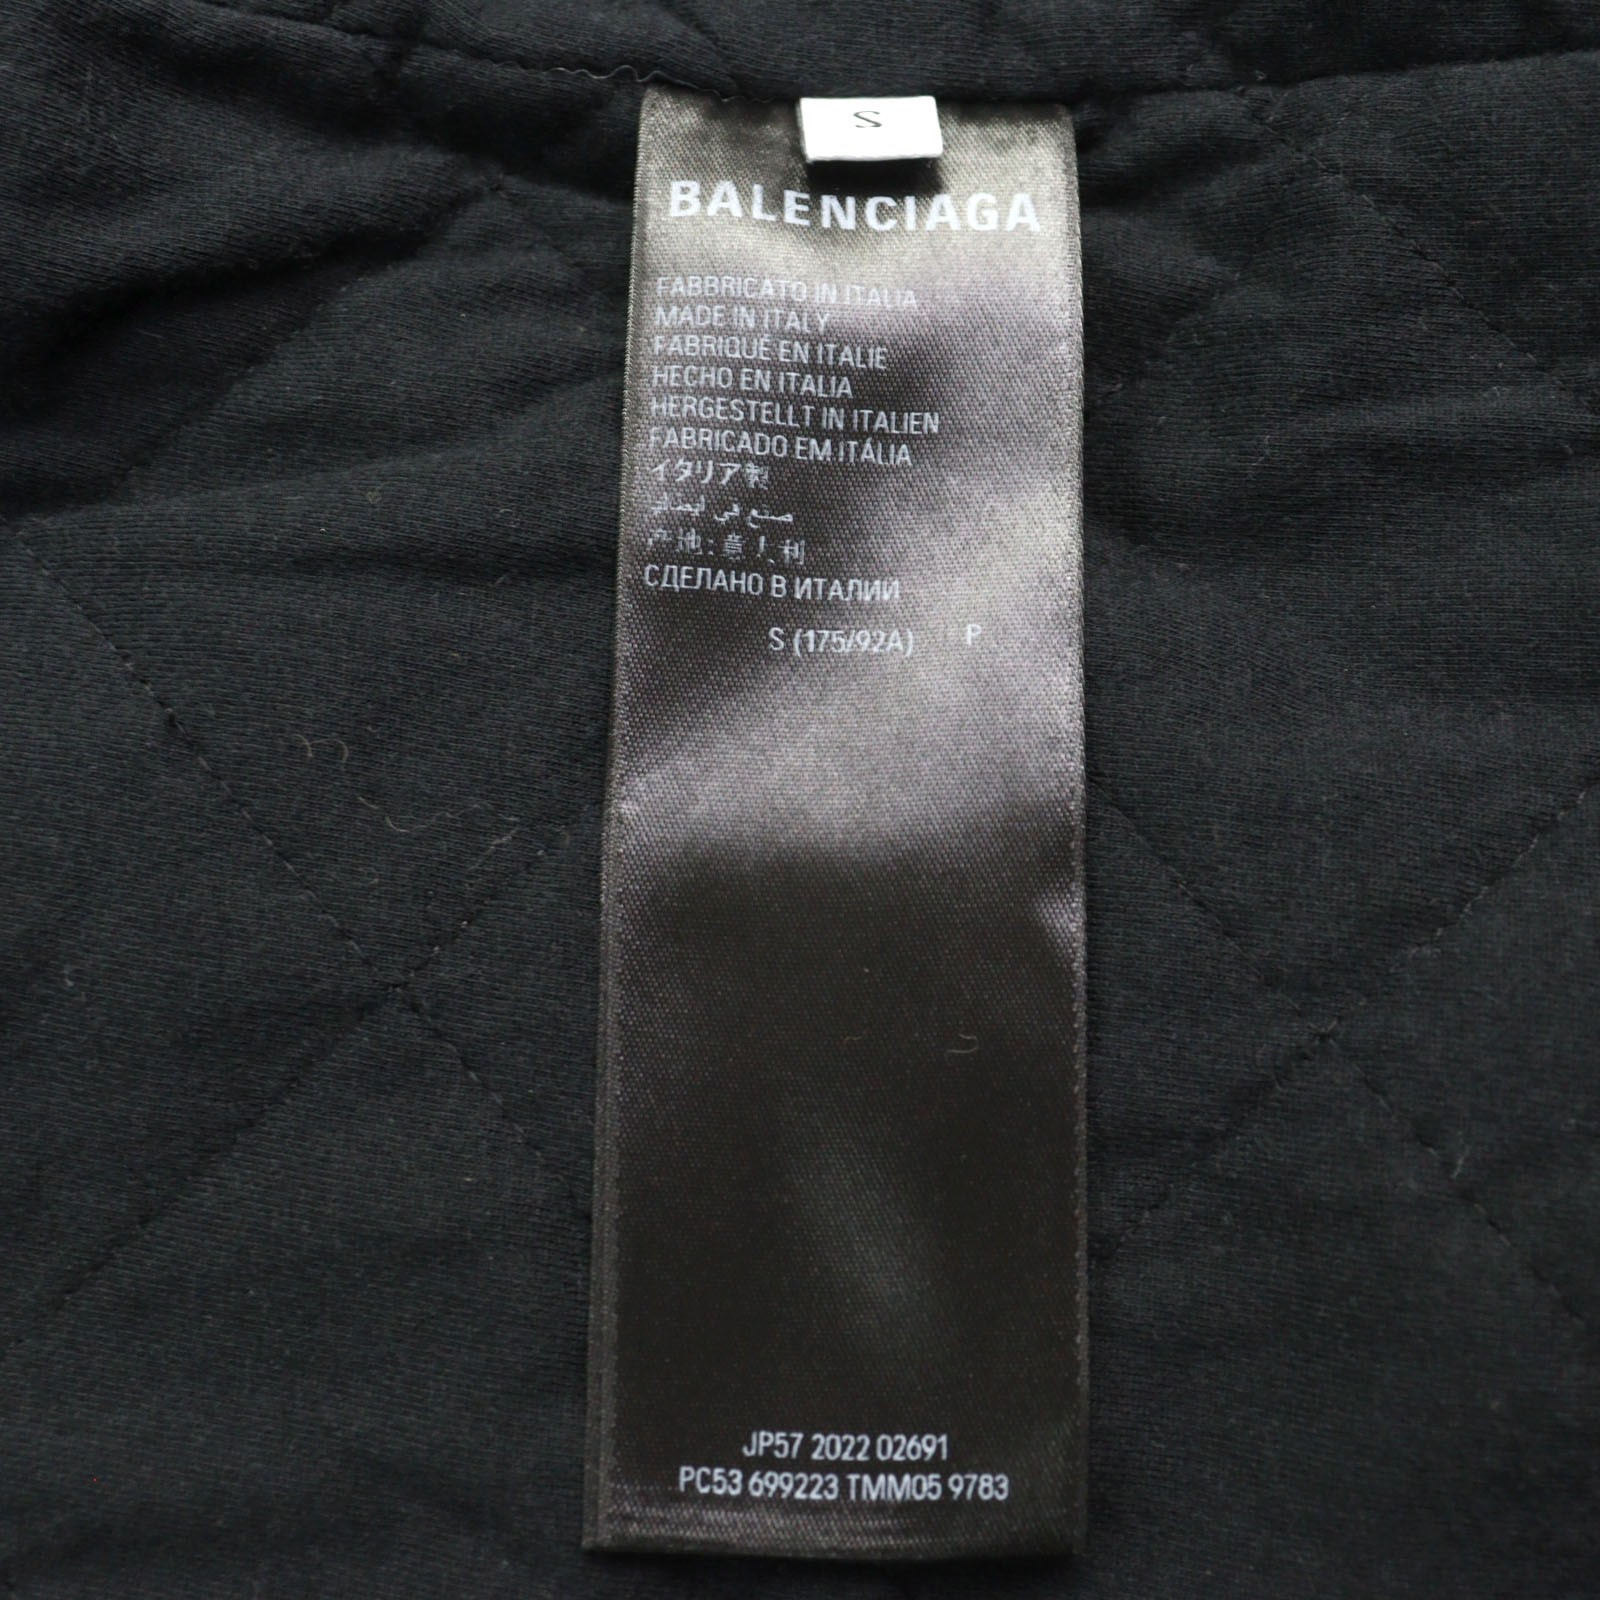 S
BALENCIAGA
FABBRICATO IN ITALIA
MADE IN ITALY
FABRIQUÉ EN ITALIE
HECHO EN ITALIA
HERGESTELLT IN ITALIEN
FABRICADO EM ITÁLIA
イタリア製
صنع في إيطاليا
产地: 意大利
СДЕЛАНО В ИТАЛИИ
S (175/92A) P
JP57 2022 02691
PC53 699223 TMM05 9783